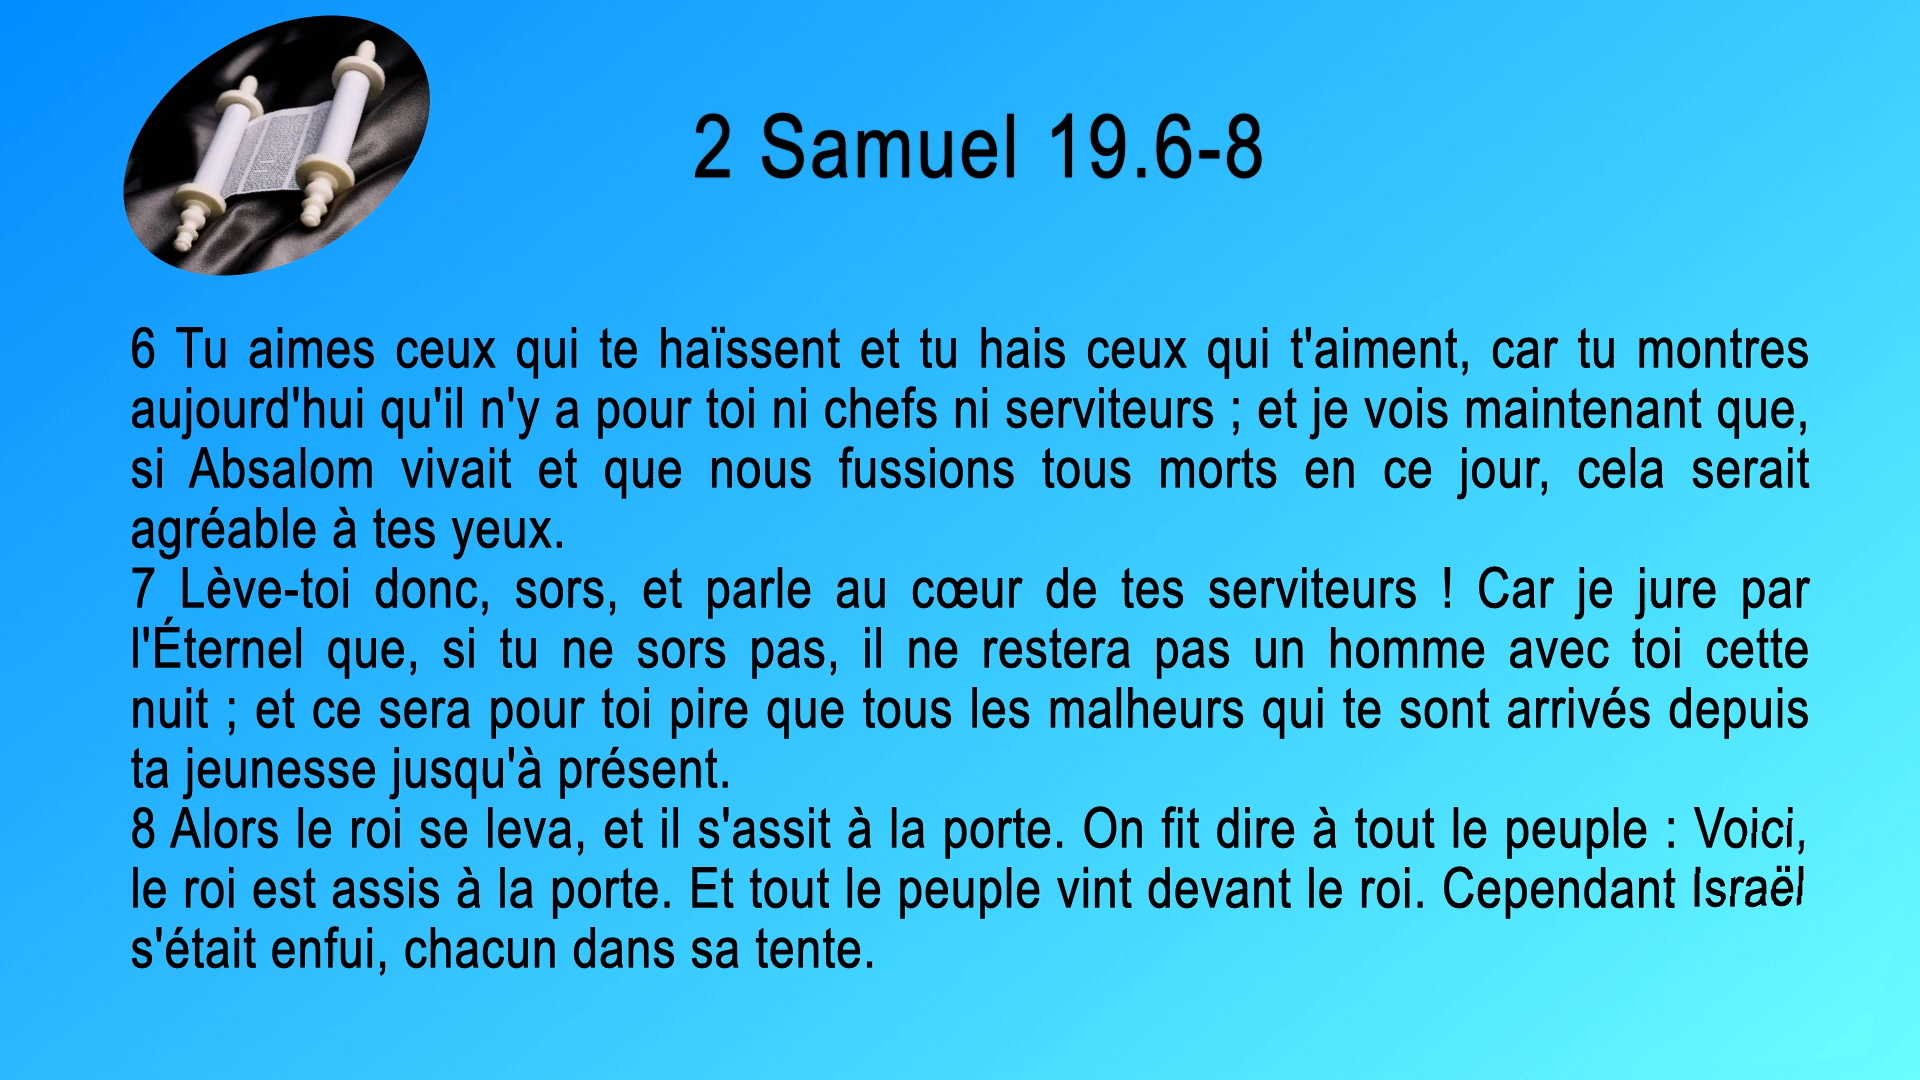 2 Samuel 19.6-8
6 Tu aimes ceux qui te haïssent et tu hais ceux qui t'aiment, car tu montres
aujourd'hui qu'il n'y a pour toi ni chefs ni serviteurs ; et je vois maintenant que,
si Absalom vivait et que nous fussions tous morts en ce jour, cela serait
agréable à tes yeux.
7 Lève-toi donc, sors, et parle au cœur de tes serviteurs ! Car je jure par
l'Éternel que, si tu ne sors pas, il ne restera pas un homme avec toi cette
nuit ; et ce sera pour toi pire que tous les malheurs qui te sont arrivés depuis
ta jeunesse jusqu'à présent.
8 Alors le roi se leva, et il s'assit à la porte. On fit dire à tout le peuple : Voici,
le roi est assis à la porte. Et tout le peuple vint devant le roi. Cependant Israël
s'était enfui, chacun dans sa tente.